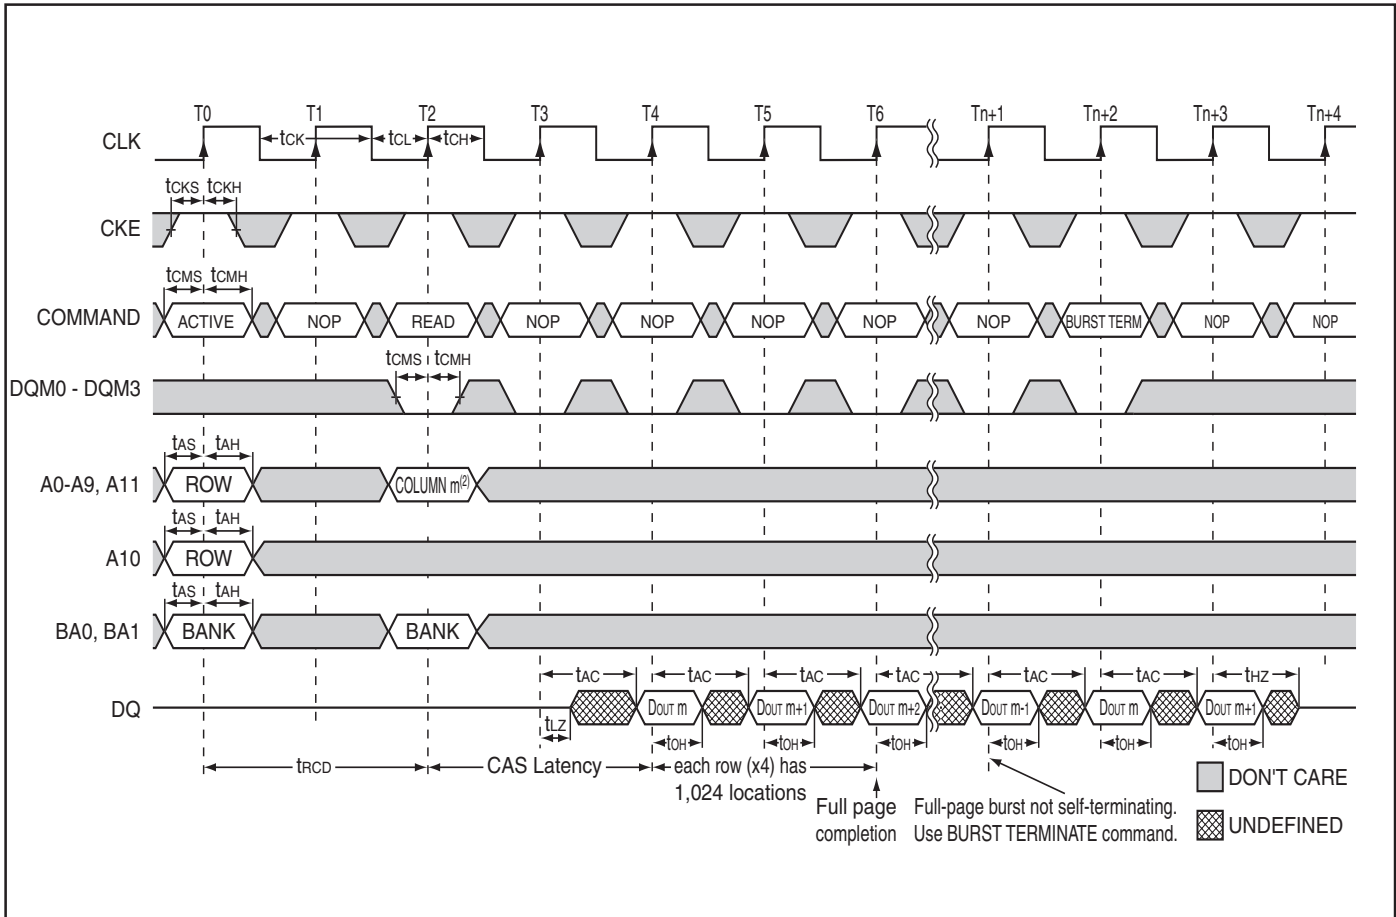 T0 T1 T2 T3 T4 T5 T6 Tn+1 Tn+2 Tn+3 Tn+4
CLK tCK tCL tCH
tCKS tCKH
CKE
tCMS tCMH
COMMAND ACTIVE NOP READ NOP NOP NOP NOP NOP BURST TERM NOP NOP
tCMS tCMH
DQM0 - DQM3
tAS tAH
A0-A9, A11 ROW COLUMN m(2)
tAS tAH
A10 ROW
tAS tAH
BA0, BA1 BANK BANK
tAC tAC tAC tAC tAC tAC tHZ
DQ DOUT m DOUT m+1 DOUT m+2 DOUT m-1 DOUT m DOUT m+1
tLZ tOH tOH tOH tOH tOH tOH
tRCD CAS Latency each row (x4) has
1,024 locations
Full page
completion
Full-page burst not self-terminating.
Use BURST TERMINATE command.
DON'T CARE
UNDEFINED